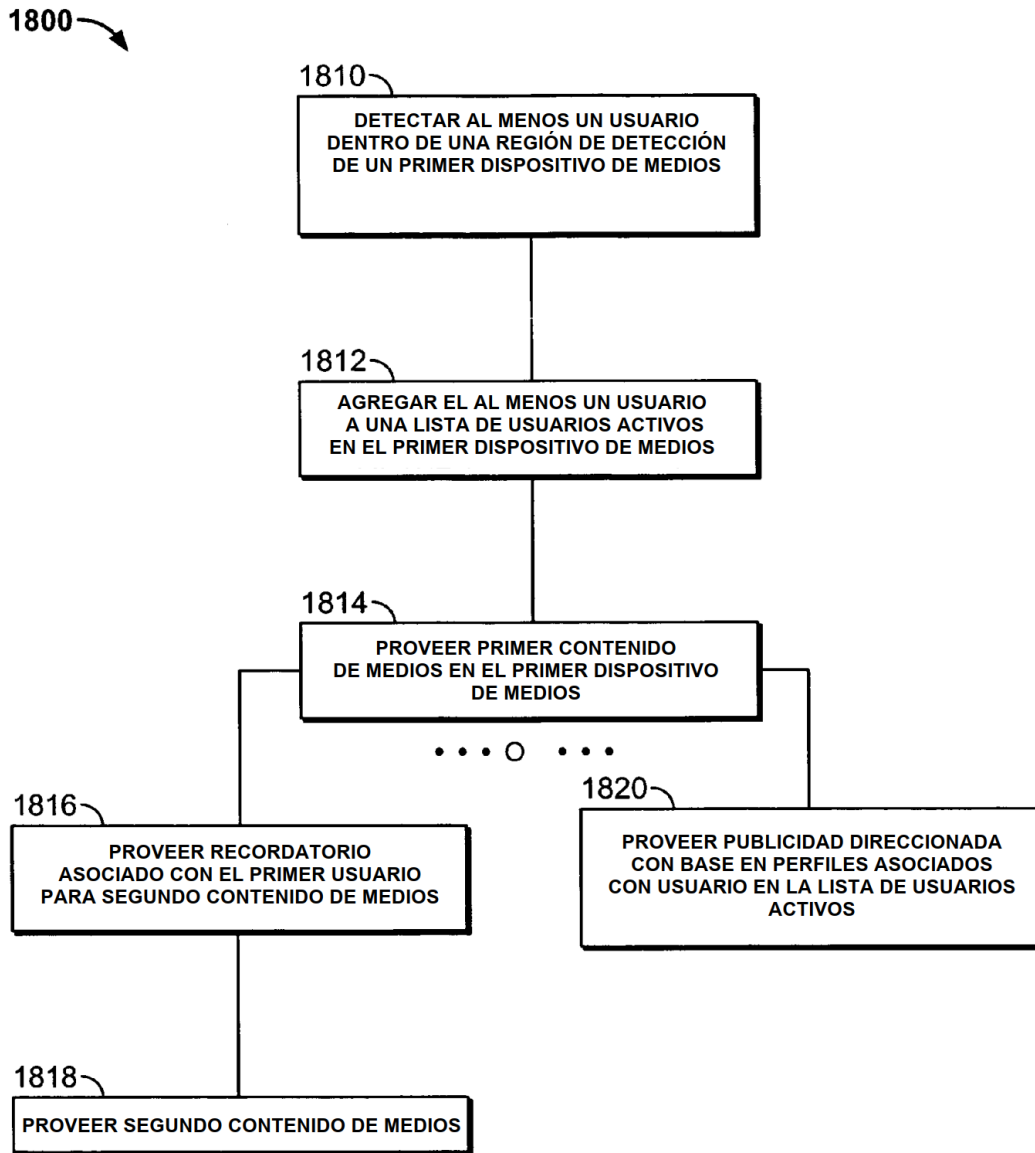 1800
1810
DETECTAR AL MENOS UN USUARIO
DENTRO DE UNA REGIÓN DE DETECCIÓN
DE UN PRIMER DISPOSITIVO DE MEDIOS
1812
AGREGAR EL AL MENOS UN USUARIO
A UNA LISTA DE USUARIOS ACTIVOS
EN EL PRIMER DISPOSITIVO DE MEDIOS
1814
PROVEER PRIMER CONTENIDO
DE MEDIOS EN EL PRIMER DISPOSITIVO
DE MEDIOS
• • • O • • •
1816
PROVEER RECORDATORIO
ASOCIADO CON EL PRIMER USUARIO
PARA SEGUNDO CONTENIDO DE MEDIOS
1820
PROVEER PUBLICIDAD DIRECCIONADA
CON BASE EN PERFILES ASOCIADOS
CON USUARIO EN LA LISTA DE USUARIOS
ACTIVOS
1818
PROVEER SEGUNDO CONTENIDO DE MEDIOS